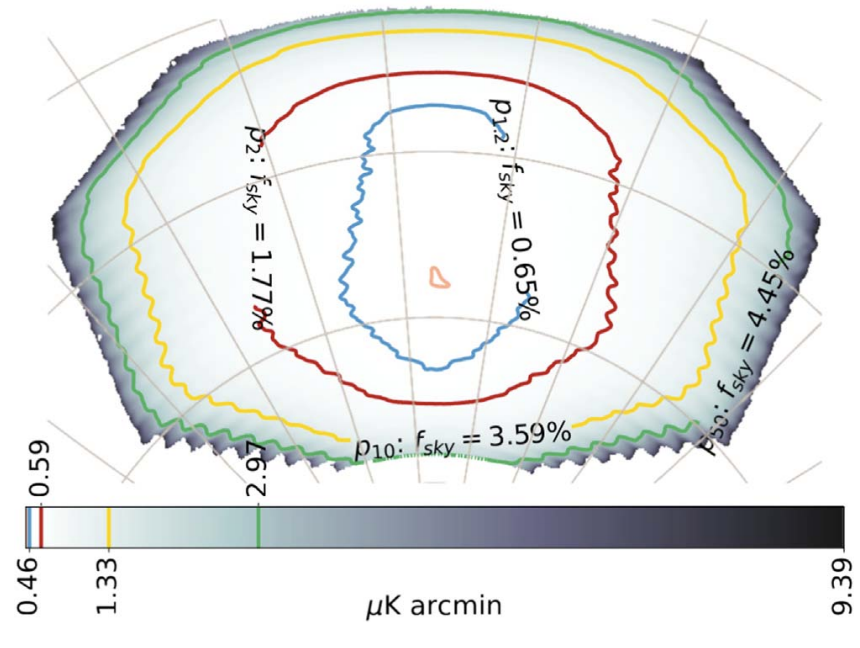 p1.2: fsky = 0.65%
p2: fsky = 1.77%
p50: fsky = 4.45%
p10: fsky = 3.59%
0.59
2.97
0.46
1.33
9.39
μK arcmin